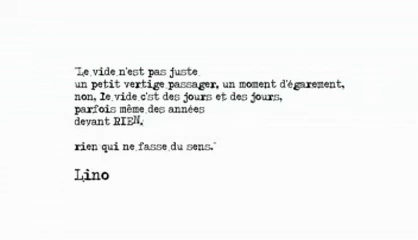 "Le vide n'est pas juste
un petit vertige passager, un moment d'égarement,
non, le vide c'st des jours et des jours,
parfois même des années
devant RIEN,
rien qui ne fasse du sens."
Lino